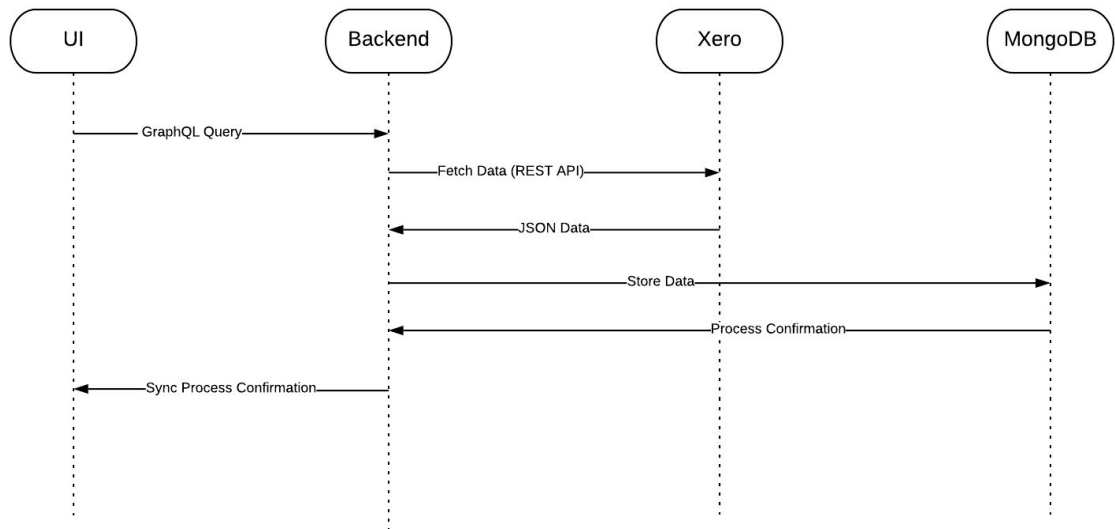 UI
Backend
Xero
MongoDB
GraphQL Query
Fetch Data (REST API)
JSON Data
Store Data
Process Confirmation
Sync Process Confirmation